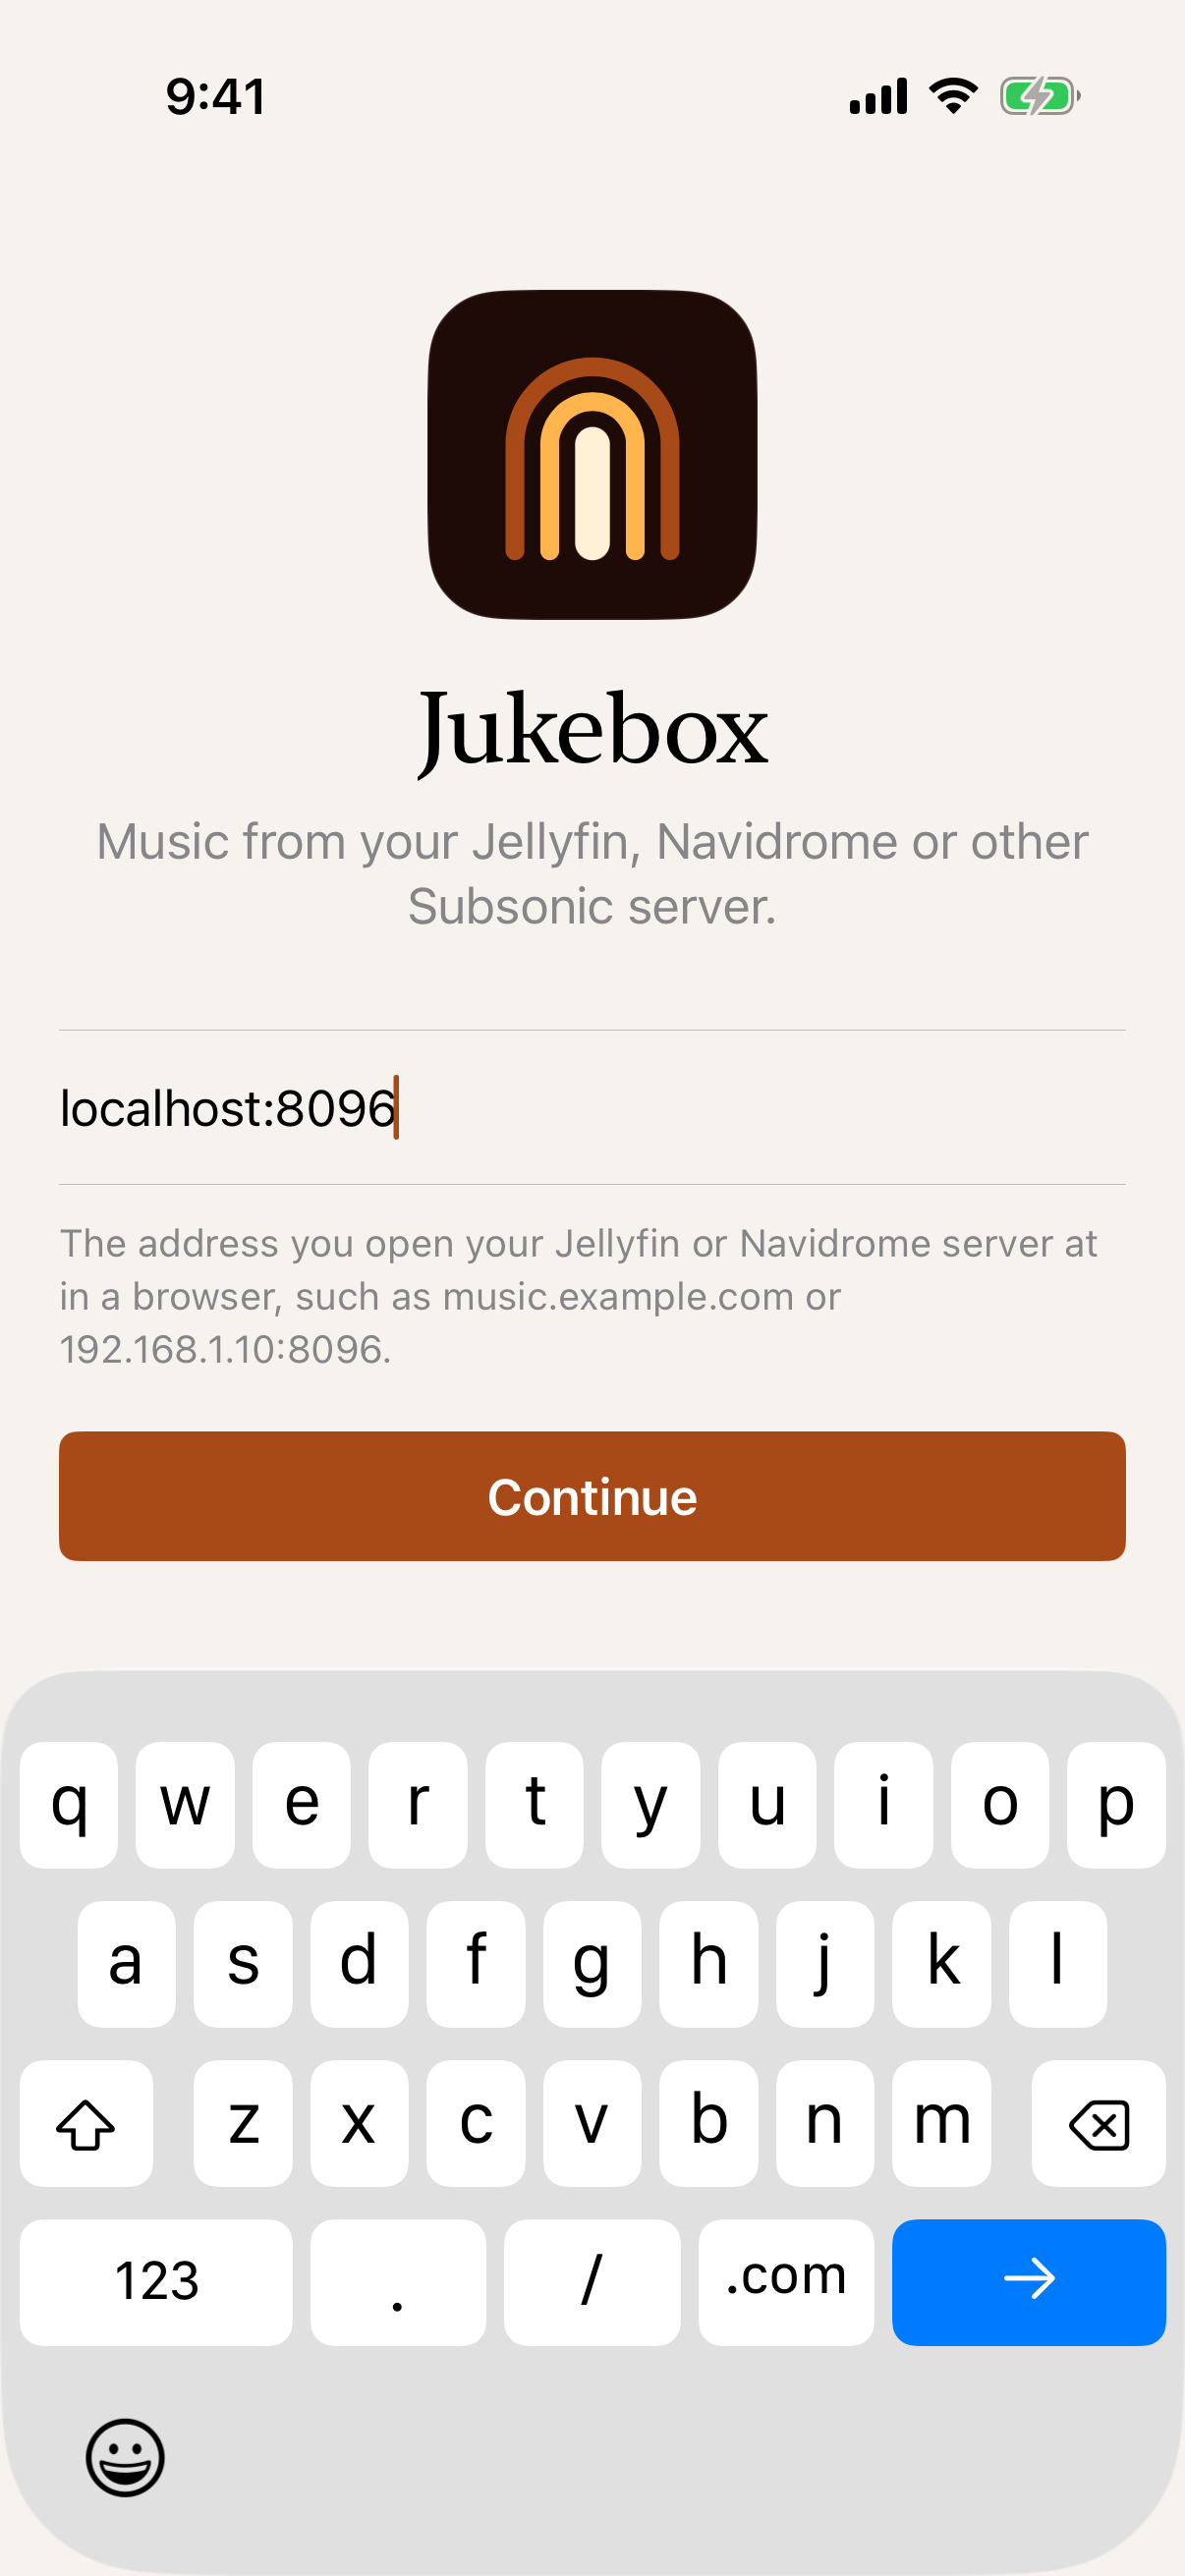 9:41
Jukebox
Music from your Jellyfin, Navidrome or other
Subsonic server.
localhost:8096
The address you open your Jellyfin or Navidrome server at
in a browser, such as music.example.com or
192.168.1.10:8096.
Continue
q w e r t y u i o p
a s d f g h j k l
z x c v b n m
123 . / .com